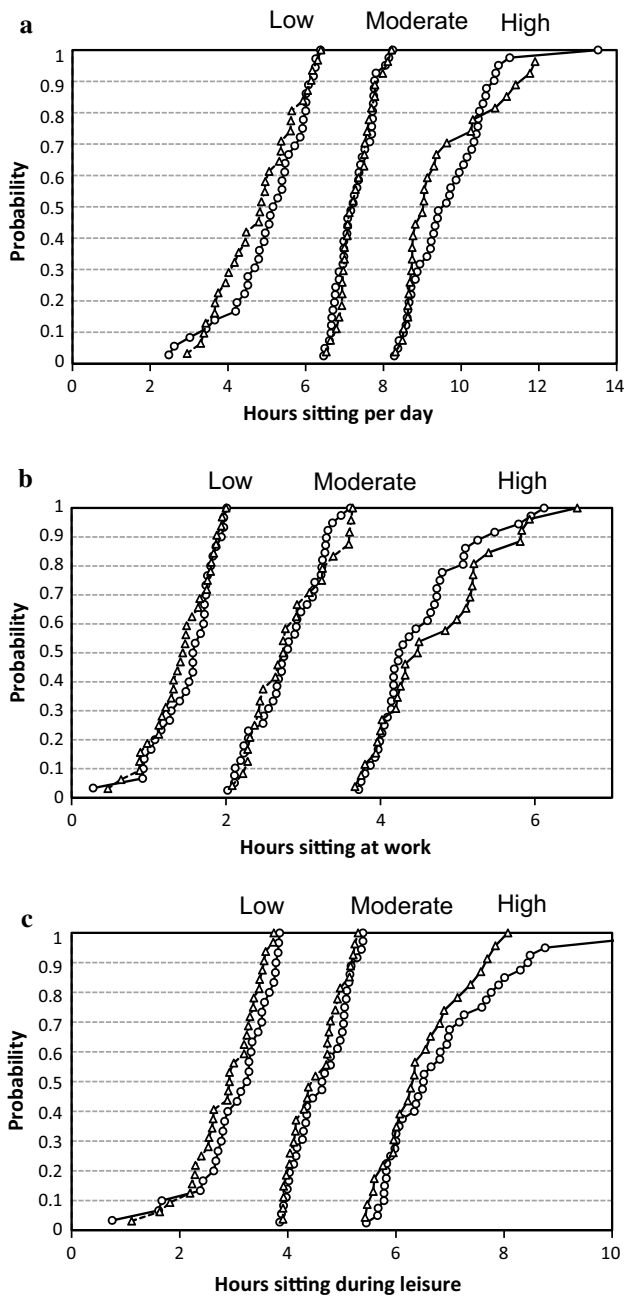 a
Low Moderate High
1
0.9
0.8
0.7
0.6
0.5
0.4
0.3
0.2
0.1
0
Probability
0 2 4 6 8 10 12 14
Hours sitting per day
b
Low Moderate High
1
0.9
0.8
0.7
0.6
0.5
0.4
0.3
0.2
0.1
0
Probability
0 2 4 6
Hours sitting at work
c
Low Moderate High
1
0.9
0.8
0.7
0.6
0.5
0.4
0.3
0.2
0.1
0
Probability
0 2 4 6 8 10
Hours sitting during leisure